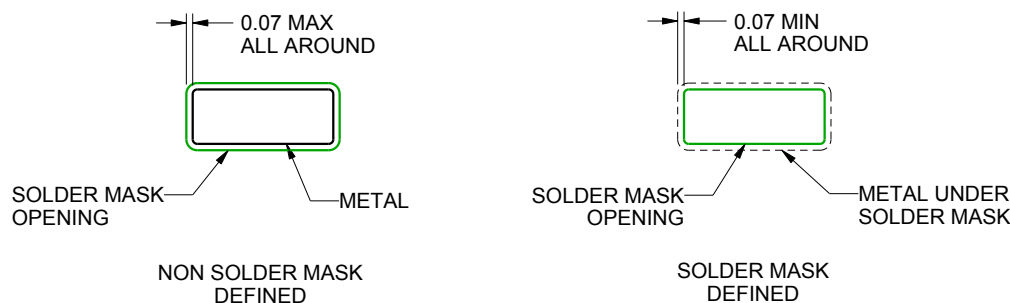 0.07 MAX
ALL AROUND
SOLDER MASK
OPENING
METAL
NON SOLDER MASK
DEFINED
0.07 MIN
ALL AROUND
SOLDER MASK
OPENING
METAL UNDER
SOLDER MASK
SOLDER MASK
DEFINED